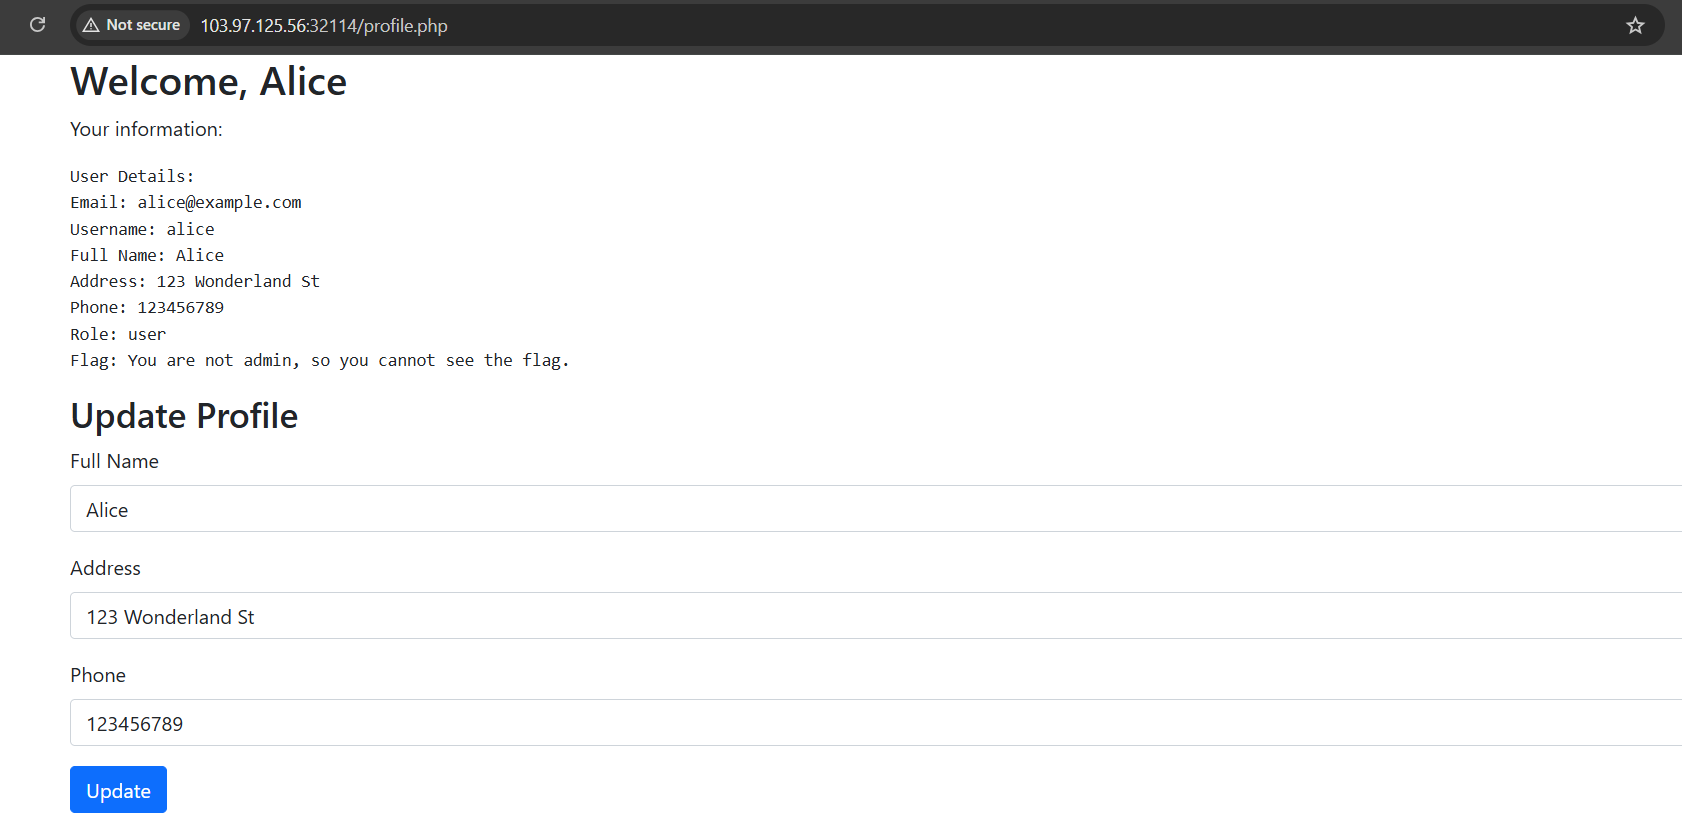 Not secure 103.97.125.56:32114/profile.php
Welcome, Alice
Your information:
User Details:
Email: alice@example.com
Username: alice
Full Name: Alice
Address: 123 Wonderland St
Phone: 123456789
Role: user
Flag: You are not admin, so you cannot see the flag.
Update Profile
Full Name
Alice
Address
123 Wonderland St
Phone
123456789
Update